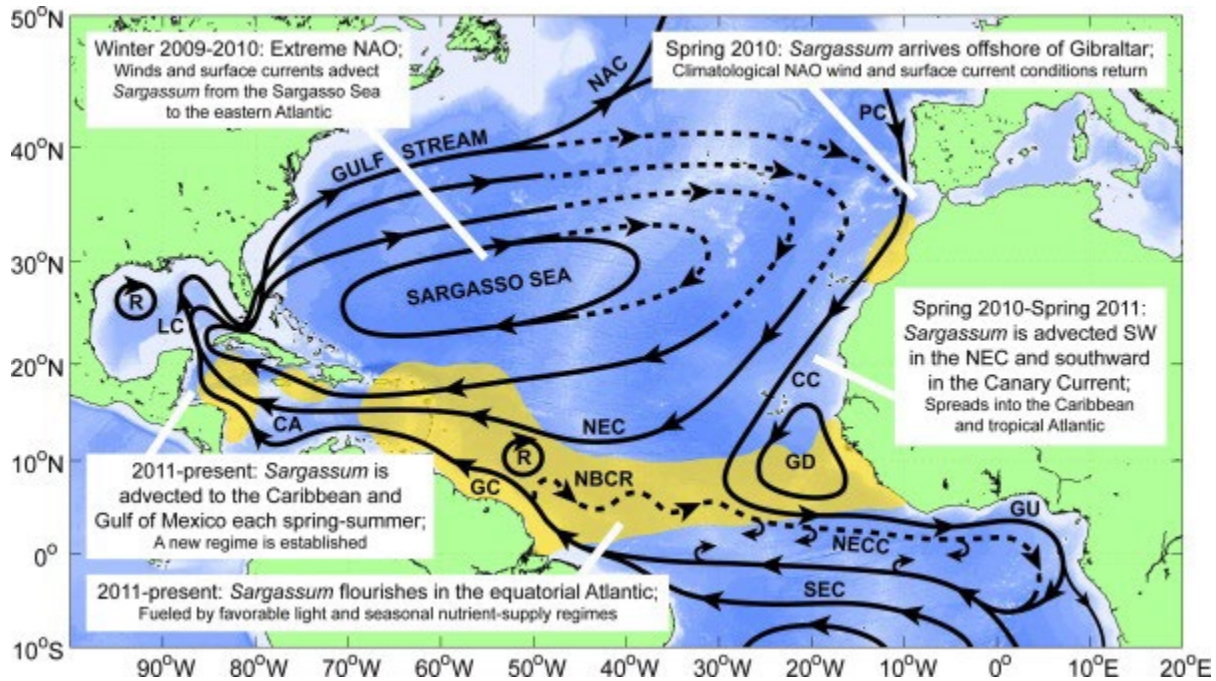 Winter 2009-2010: Extreme NAO;
Winds and surface currents advect
Sargassum from the Sargasso Sea
to the eastern Atlantic
Spring 2010: Sargassum arrives offshore of Gibraltar;
Climatological NAO wind and surface current conditions return
NAC
PC
GULF STREAM
SARGASSO SEA
R
LC
Spring 2010-Spring 2011:
Sargassum is advected SW
in the NEC and southward
in the Canary Current;
Spreads into the Caribbean
and tropical Atlantic
CC
CA
NEC
R
NBCR
GD
GC
GU
NECC
SEC
2011-present: Sargassum is
advected to the Caribbean and
Gulf of Mexico each spring-summer;
A new regime is established
2011-present: Sargassum flourishes in the equatorial Atlantic;
Fueled by favorable light and seasonal nutrient-supply regimes
50°N
40°N
30°N
20°N
10°N
0°
10°S
90°W 80°W 70°W 60°W 50°W 40°W 30°W 20°W 10°W 0° 10°E 20°E